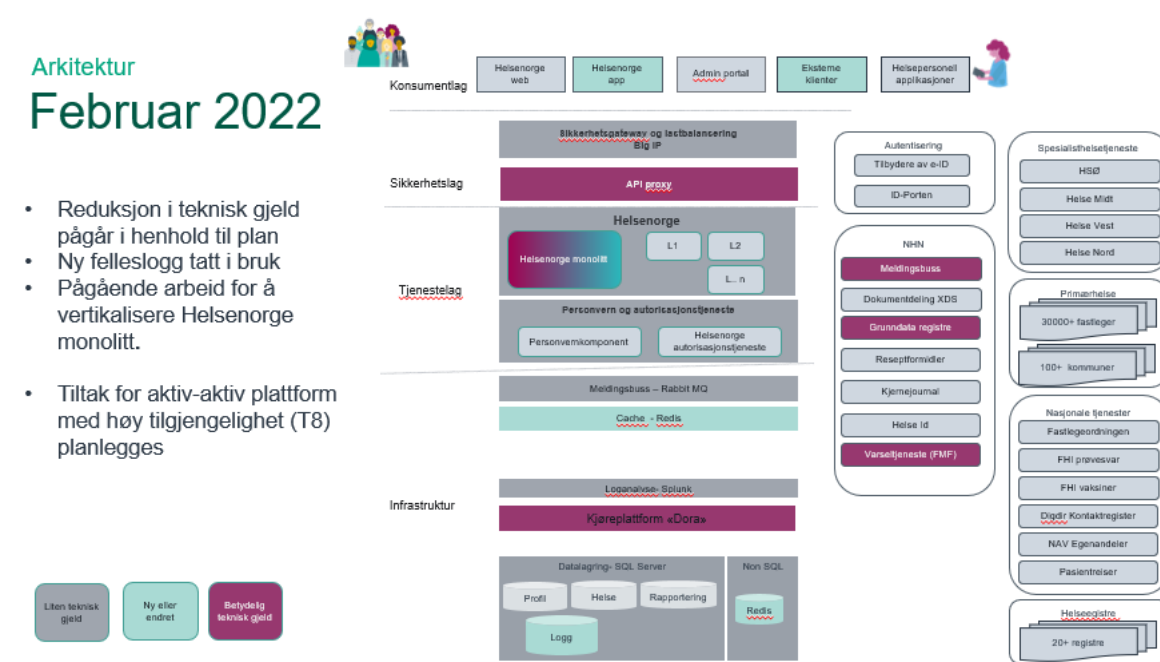 Arkitektur
Februar 2022
• Reduksjon i teknisk gjeld
pågår i henhold til plan
• Ny felleslogg tatt i bruk
• Pågående arbeid for å
vertikalisere Helsenorge
monolitt.
• Tiltak for aktiv-aktiv plattform
med høy tilgjengelighet (T8)
planlegges
Liten teknisk
gjeld
Ny eller
endret
Betydelig
teknisk gjeld
Konsumentlag
Helsenorge
web
Helsenorge
app
Admin portal
Eksterne
klienter
Helsepersonell
applikasjoner
Sikkerhetsgateway og lastbalansering
Big IP
Sikkerhetslag
API proxy
Helsenorge
Helsenorge monolitt
L1
L2
L.. n
Tjenestelag
Personvern og autorisasjonstjeneste
Personvernkomponent
Helsenorge
autorisasjonstjeneste
Meldingsbuss – Rabbit MQ
Cache - Redis
Infrastruktur
Loganalyse- Splunk
Kjøreplattform «Dora»
Datalagring- SQL Server
Profil
Helse
Rapportering
Logg
Non SQL
Redis
Autentisering
Tilbydere av e-ID
ID-Porten
NHN
Meldingsbuss
Dokumentdeling XDS
Grunndata registre
Reseptformidler
Kjernejournal
Helse Id
Varseltjeneste (FMF)
Spesialisthelsetjeneste
HSØ
Helse Midt
Helse Vest
Helse Nord
Primærhelse
30000+ fastleger
100+ kommuner
Nasjonale tjenester
Fastlegeordningen
FHI prøvesvar
FHI vaksiner
Digdir Kontaktregister
NAV Egenandeler
Pasientreiser
Helseegistre
20+ registre